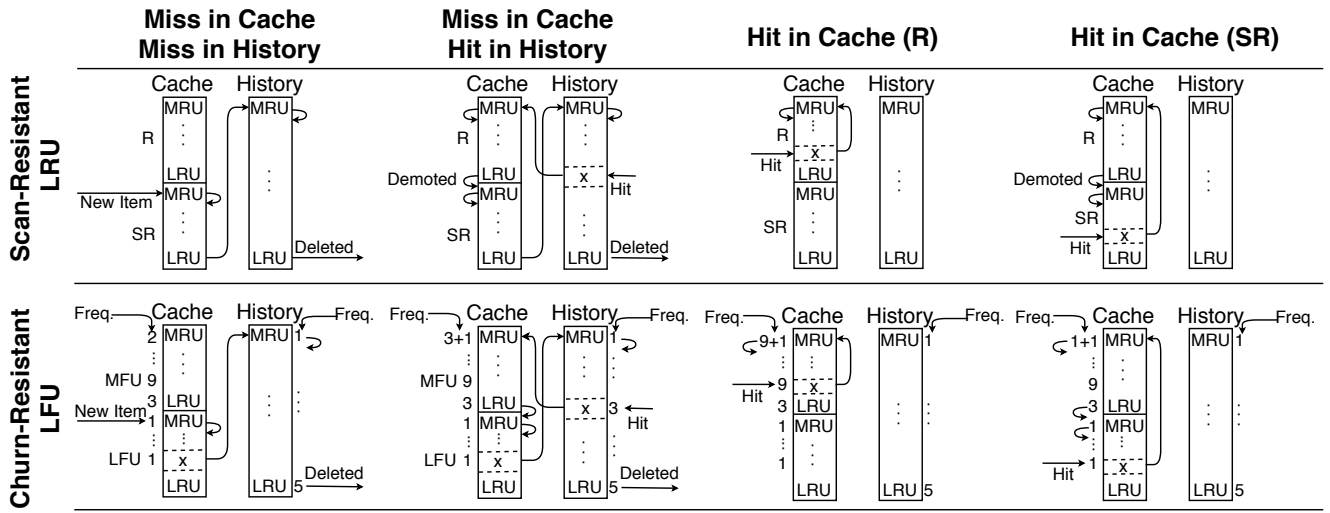 Miss in Cache
Miss in History
Miss in Cache
Hit in History
Hit in Cache (R)
Hit in Cache (SR)
Scan-Resistant
LRU
Cache History
MRU MRU
R
LRU
MRU
New Item
SR
LRU LRU
Deleted
Cache History
MRU MRU
R
x
Hit
LRU
Demoted
MRU
SR
LRU LRU
Deleted
Cache History
MRU MRU
R
x
Hit
LRU
MRU
SR
LRU LRU
Cache History
MRU MRU
R
LRU
Demoted
MRU
SR
x
Hit
LRU LRU
Churn-Resistant
LFU
Cache History
Freq. Freq.
2 MRU MRU 1
MFU 9
3 LRU
New Item
1 MRU
LFU 1 x
LRU LRU 5
Deleted
Cache History
Freq. Freq.
3+1 MRU MRU 1
MFU 9
3 LRU x 3
Hit
1 MRU
LFU 1 x
LRU LRU 5
Deleted
Cache History
Freq. Freq.
9+1 MRU MRU 1
9 x
Hit
3 LRU
1 MRU
1
LRU LRU 5
Cache History
Freq. Freq.
1+1 MRU MRU 1
9
3 LRU
1 MRU
1 x
Hit
LRU LRU 5